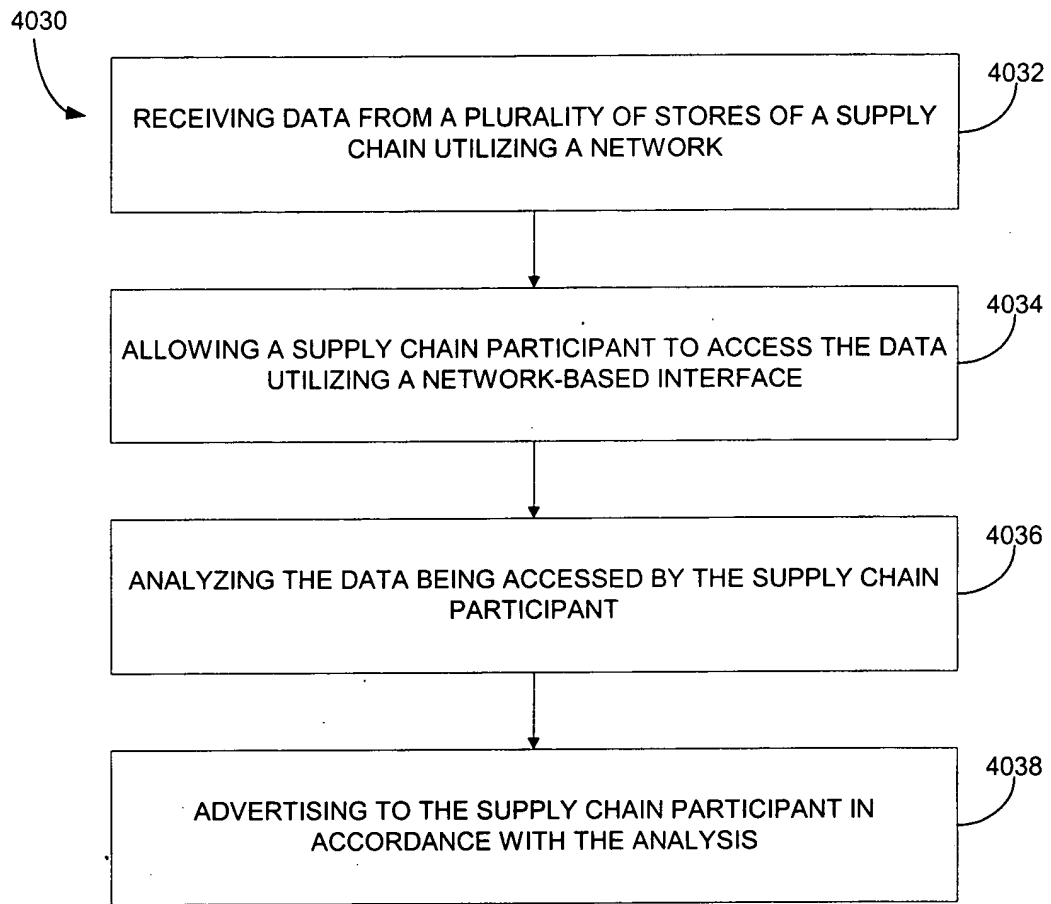 4030
4032
RECEIVING DATA FROM A PLURALITY OF STORES OF A SUPPLY
CHAIN UTILIZING A NETWORK
4034
ALLOWING A SUPPLY CHAIN PARTICIPANT TO ACCESS THE DATA
UTILIZING A NETWORK-BASED INTERFACE
4036
ANALYZING THE DATA BEING ACCESSED BY THE SUPPLY CHAIN
PARTICIPANT
4038
ADVERTISING TO THE SUPPLY CHAIN PARTICIPANT IN
ACCORDANCE WITH THE ANALYSIS